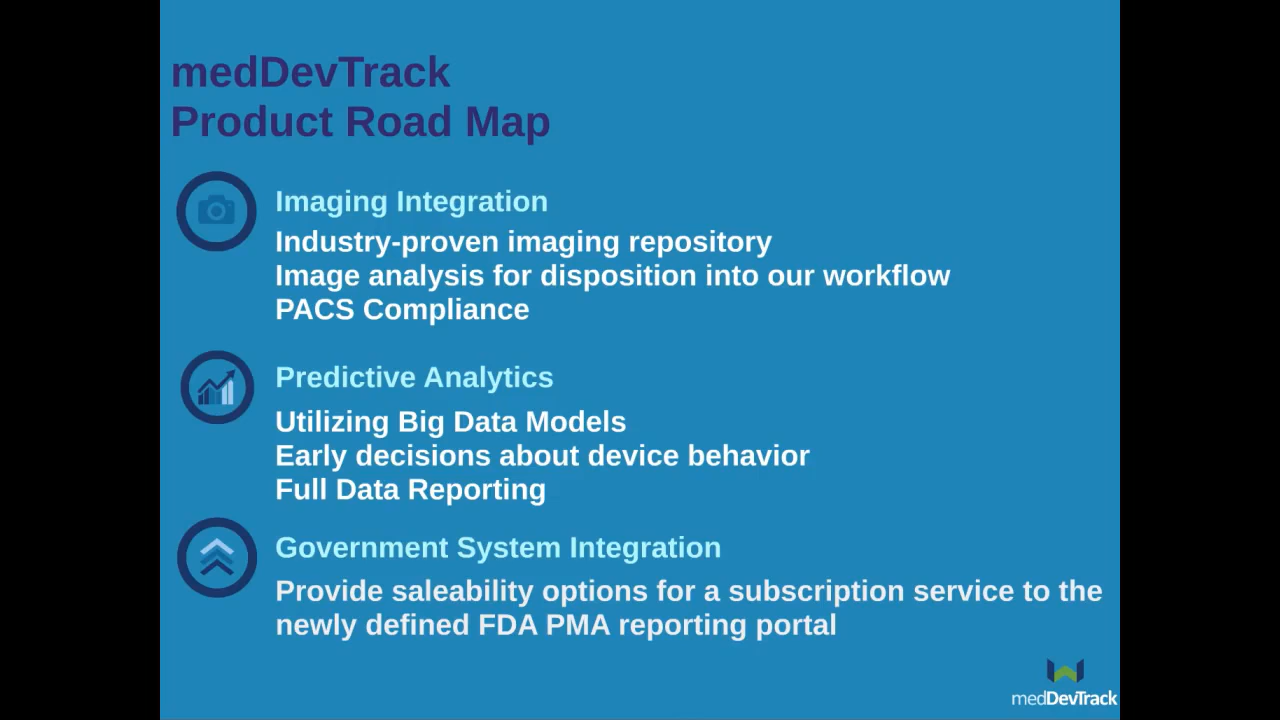 medDevTrack
Product Road Map
Imaging Integration
Industry-proven imaging repository
Image analysis for disposition into our workflow
PACS Compliance
Predictive Analytics
Utilizing Big Data Models
Early decisions about device behavior
Full Data Reporting
Government System Integration
Provide saleability options for a subscription service to the
newly defined FDA PMA reporting portal
medDevTrack